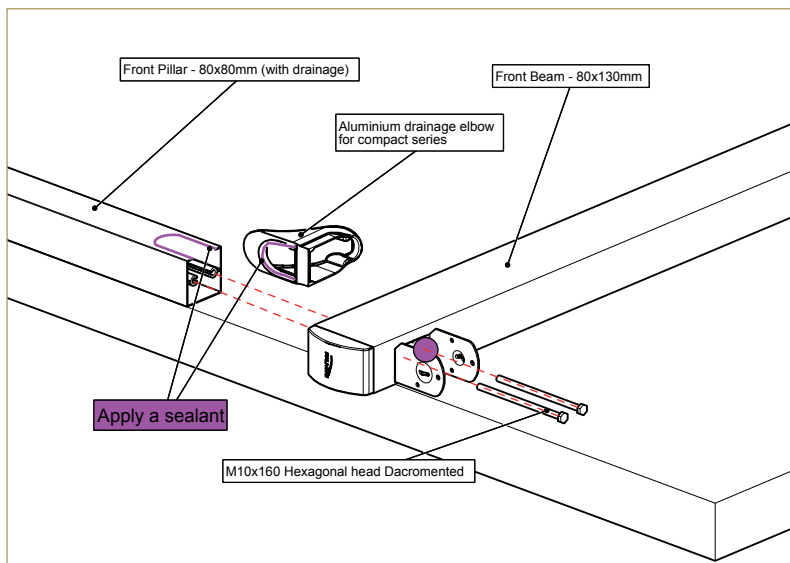 Front Pillar - 80x80mm (with drainage)
Front Beam - 80x130mm
Aluminium drainage elbow
for compact series
Apply a sealant
M10x160 Hexagonal head Dacromented